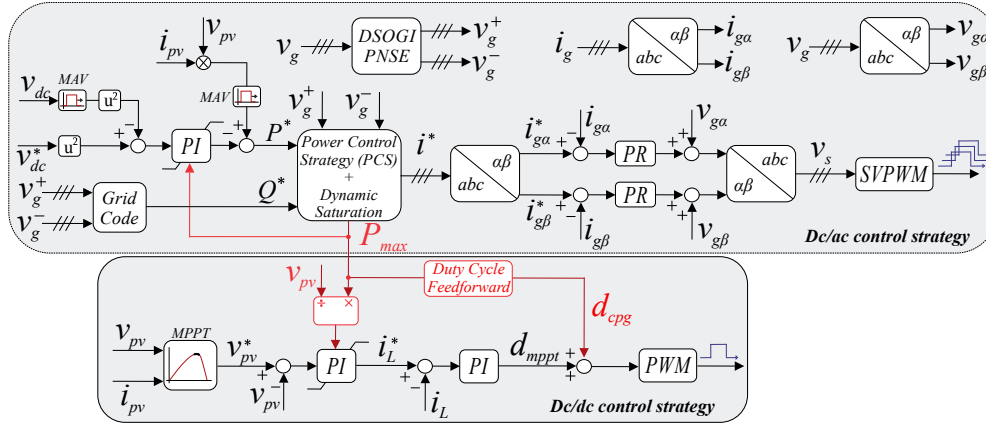 v_pv
i_pv
v_g
DSOGI
PNSE
v_g^+
v_g^-
i_g
abc
αβ
i_gα
i_gβ
v_g
abc
αβ
v_gα
v_gβ
v_dc
MAV
u²
MAV
v_g^+
v_g^-
v_dc^*
u²
+
−
PI
−
+
P^*
Power Control
Strategy (PCS)
+
Dynamic
Saturation
i^*
abc
αβ
i_gα^*
i_gα
+
−
PR
v_gα
+
+
abc
αβ
v_s
SVPWM
v_g^+
v_g^-
Grid
Code
Q^*
i_gβ^*
+
−
i_gβ
PR
+
+
v_gβ
P_max
Dc/ac control strategy
v_pv
÷
×
Duty Cycle
Feedforward
d_cpg
v_pv
i_pv
MPPT
v_pv^*
+
−
v_pv
PI
i_L^*
+
−
i_L
PI
d_mppt
+
+
PWM
Dc/dc control strategy